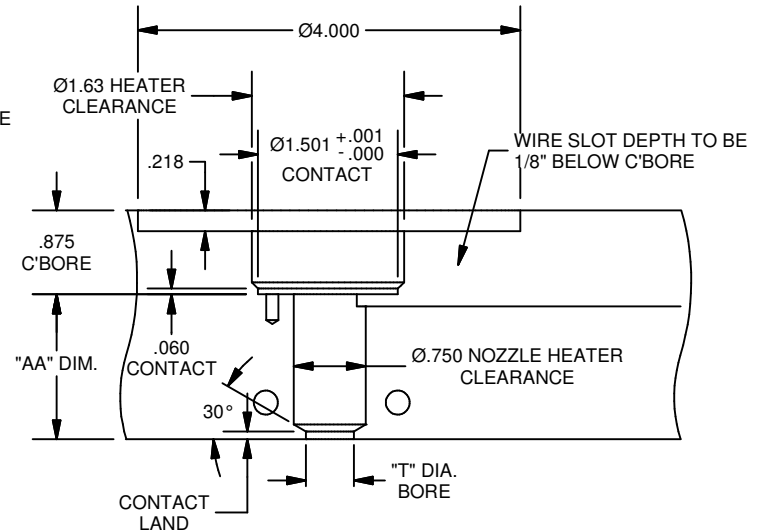 Ø4.000
Ø1.63 HEATER
CLEARANCE
E
Ø1.501 +.001
- .000
CONTACT
WIRE SLOT DEPTH TO BE
1/8" BELOW C'BORE
.218
.875
C'BORE
"AA" DIM.
.060
CONTACT
Ø.750 NOZZLE HEATER
CLEARANCE
30°
"T" DIA.
BORE
CONTACT
LAND